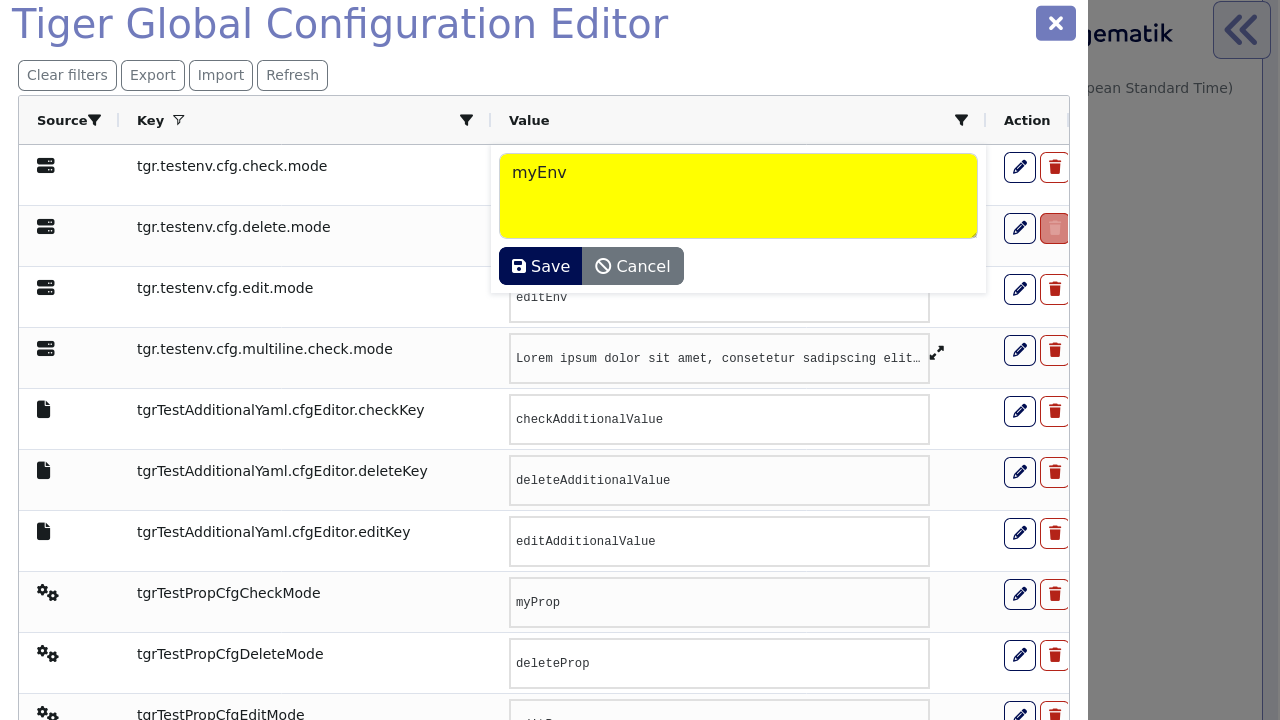 Tiger Global Configuration Editor
gematik
Clear filters Export Import Refresh
pean Standard Time)
Source Key Value Action
tgr.testenv.cfg.check.mode
myEnv
tgr.testenv.cfg.delete.mode
Save Cancel
tgr.testenv.cfg.edit.mode
editEnv
tgr.testenv.cfg.multiline.check.mode
Lorem ipsum dolor sit amet, consetetur sadipscing elit…
tgrTestAdditionalYaml.cfgEditor.checkKey
checkAdditionalValue
tgrTestAdditionalYaml.cfgEditor.deleteKey
deleteAdditionalValue
tgrTestAdditionalYaml.cfgEditor.editKey
editAdditionalValue
tgrTestPropCfgCheckMode
myProp
tgrTestPropCfgDeleteMode
deleteProp
tgrTestPropCfgEditMode